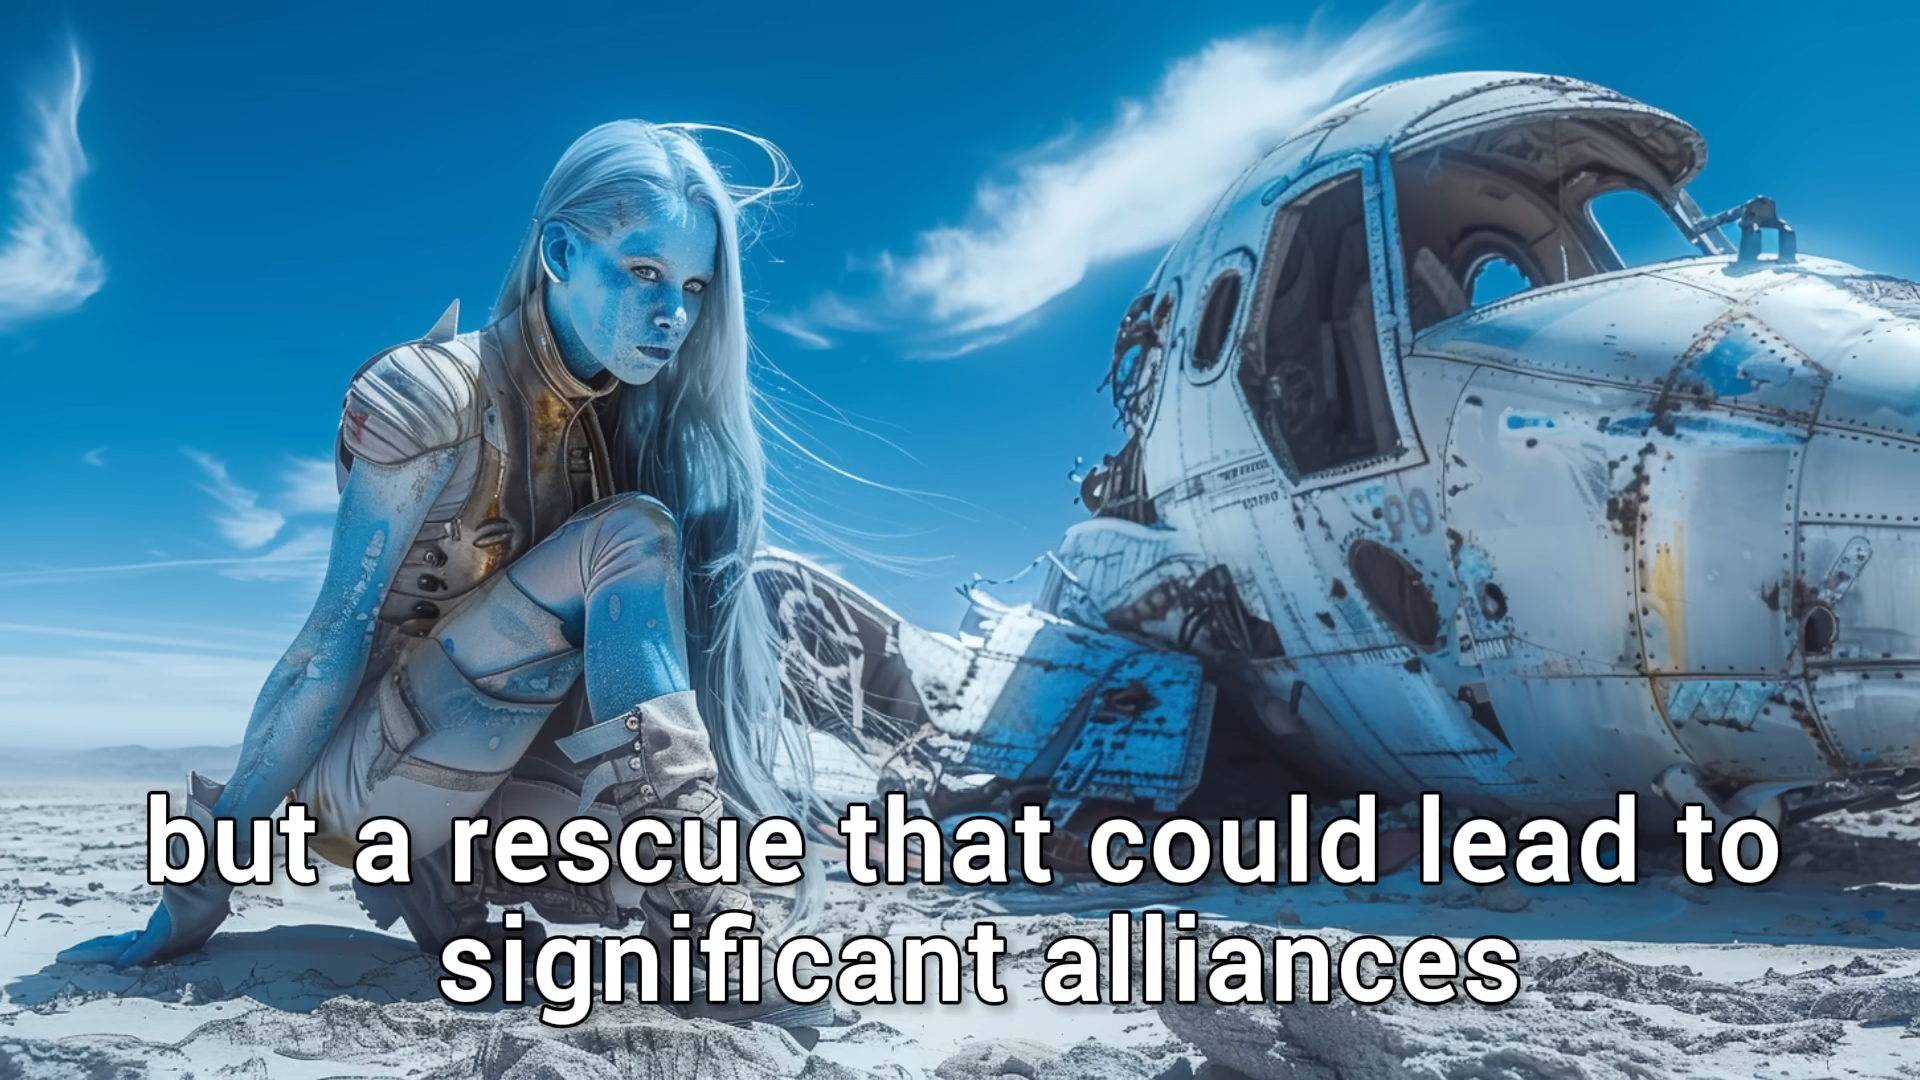 but a rescue that could lead to
significant alliances